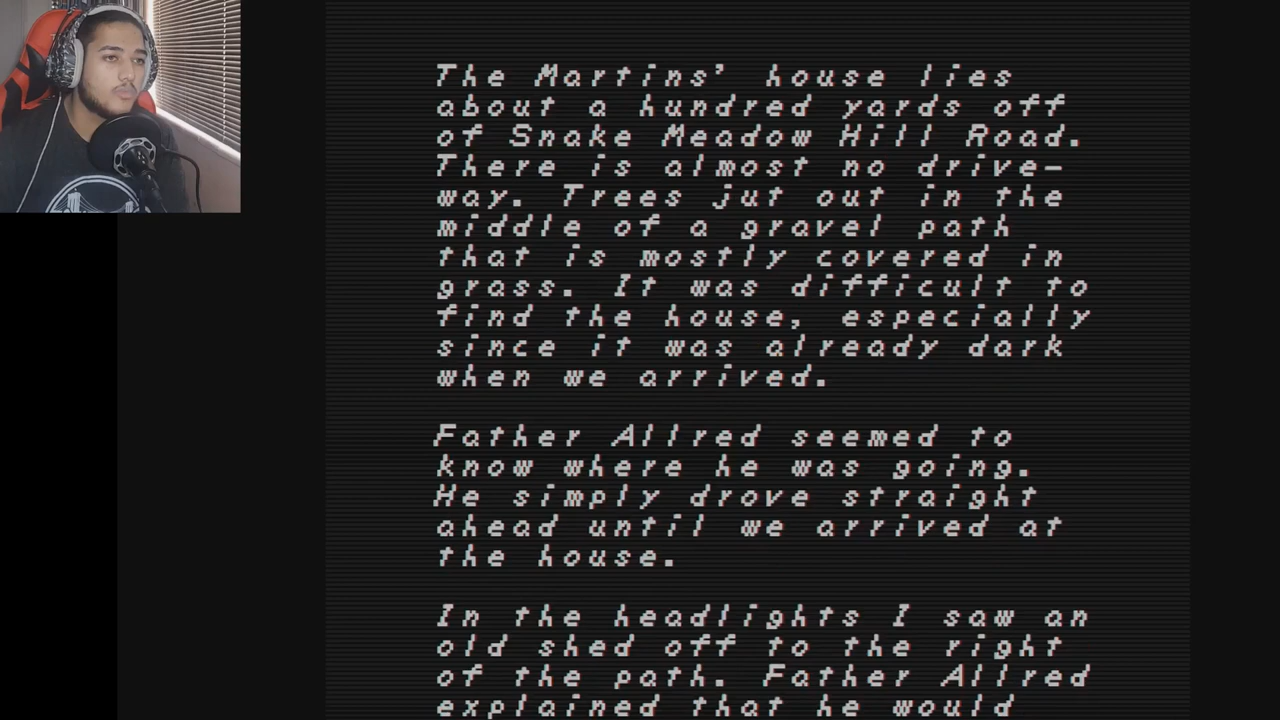 The Martins' house lies
about a hundred yards off
of Snake Meadow Hill Road.
There is almost no drive-
way. Trees jut out in the
middle of a gravel path
that is mostly covered in
grass. It was difficult to
find the house, especially
since it was already dark
when we arrived.
Father Allred seemed to
know where he was going.
He simply drove straight
ahead until we arrived at
the house.
In the headlights I saw an
old shed off to the right
of the path. Father Allred
explained that he would